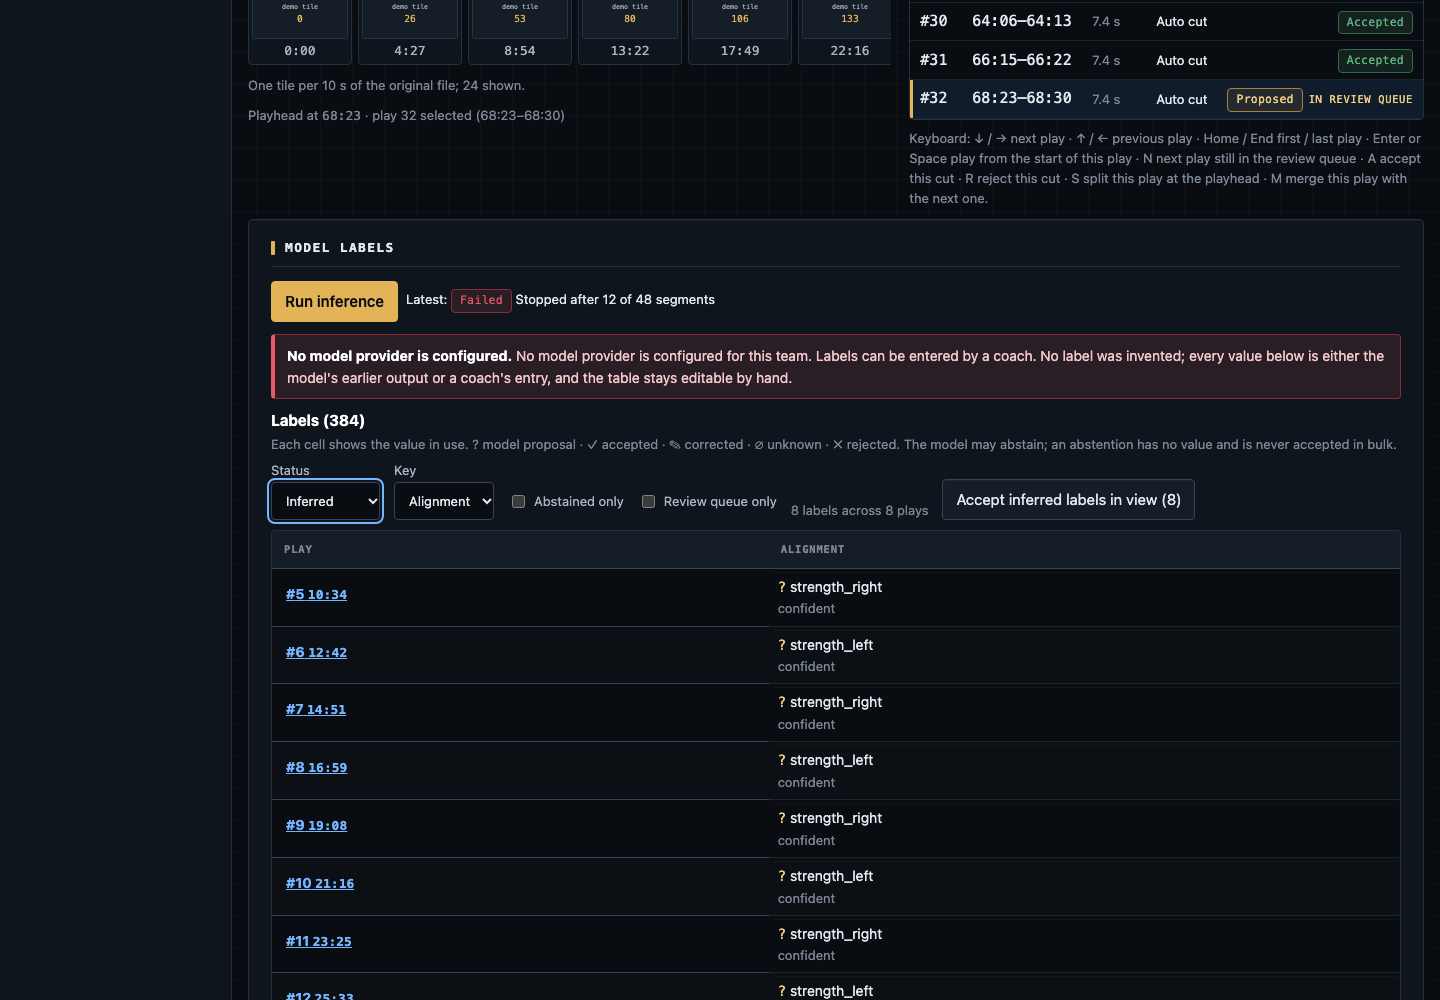 demo tile demo tile demo tile demo tile demo tile demo tile
0 26 53 80 106 133
0:00 4:27 8:54 13:22 17:49 22:16
One tile per 10 s of the original file; 24 shown.
Playhead at 68:23 · play 32 selected (68:23–68:30)
#30 64:06–64:13 7.4 s Auto cut Accepted
#31 66:15–66:22 7.4 s Auto cut Accepted
#32 68:23–68:30 7.4 s Auto cut Proposed IN REVIEW QUEUE
Keyboard: ↓ / → next play · ↑ / ← previous play · Home / End first / last play · Enter or
Space play from the start of this play · N next play still in the review queue · A accept
this cut · R reject this cut · S split this play at the playhead · M merge this play with
the next one.
MODEL LABELS
Run inference Latest: Failed Stopped after 12 of 48 segments
No model provider is configured. No model provider is configured for this team. Labels can be entered by a coach. No label was invented; every value below is either the
model's earlier output or a coach's entry, and the table stays editable by hand.
Labels (384)
Each cell shows the value in use. ? model proposal · ✓ accepted · ✎ corrected · ∅ unknown · ✕ rejected. The model may abstain; an abstention has no value and is never accepted in bulk.
Status Key
Inferred Alignment Abstained only Review queue only 8 labels across 8 plays Accept inferred labels in view (8)
PLAY ALIGNMENT
#5 10:34 ? strength_right
confident
#6 12:42 ? strength_left
confident
#7 14:51 ? strength_right
confident
#8 16:59 ? strength_left
confident
#9 19:08 ? strength_right
confident
#10 21:16 ? strength_left
confident
#11 23:25 ? strength_right
confident
#12 25:33 ? strength_left